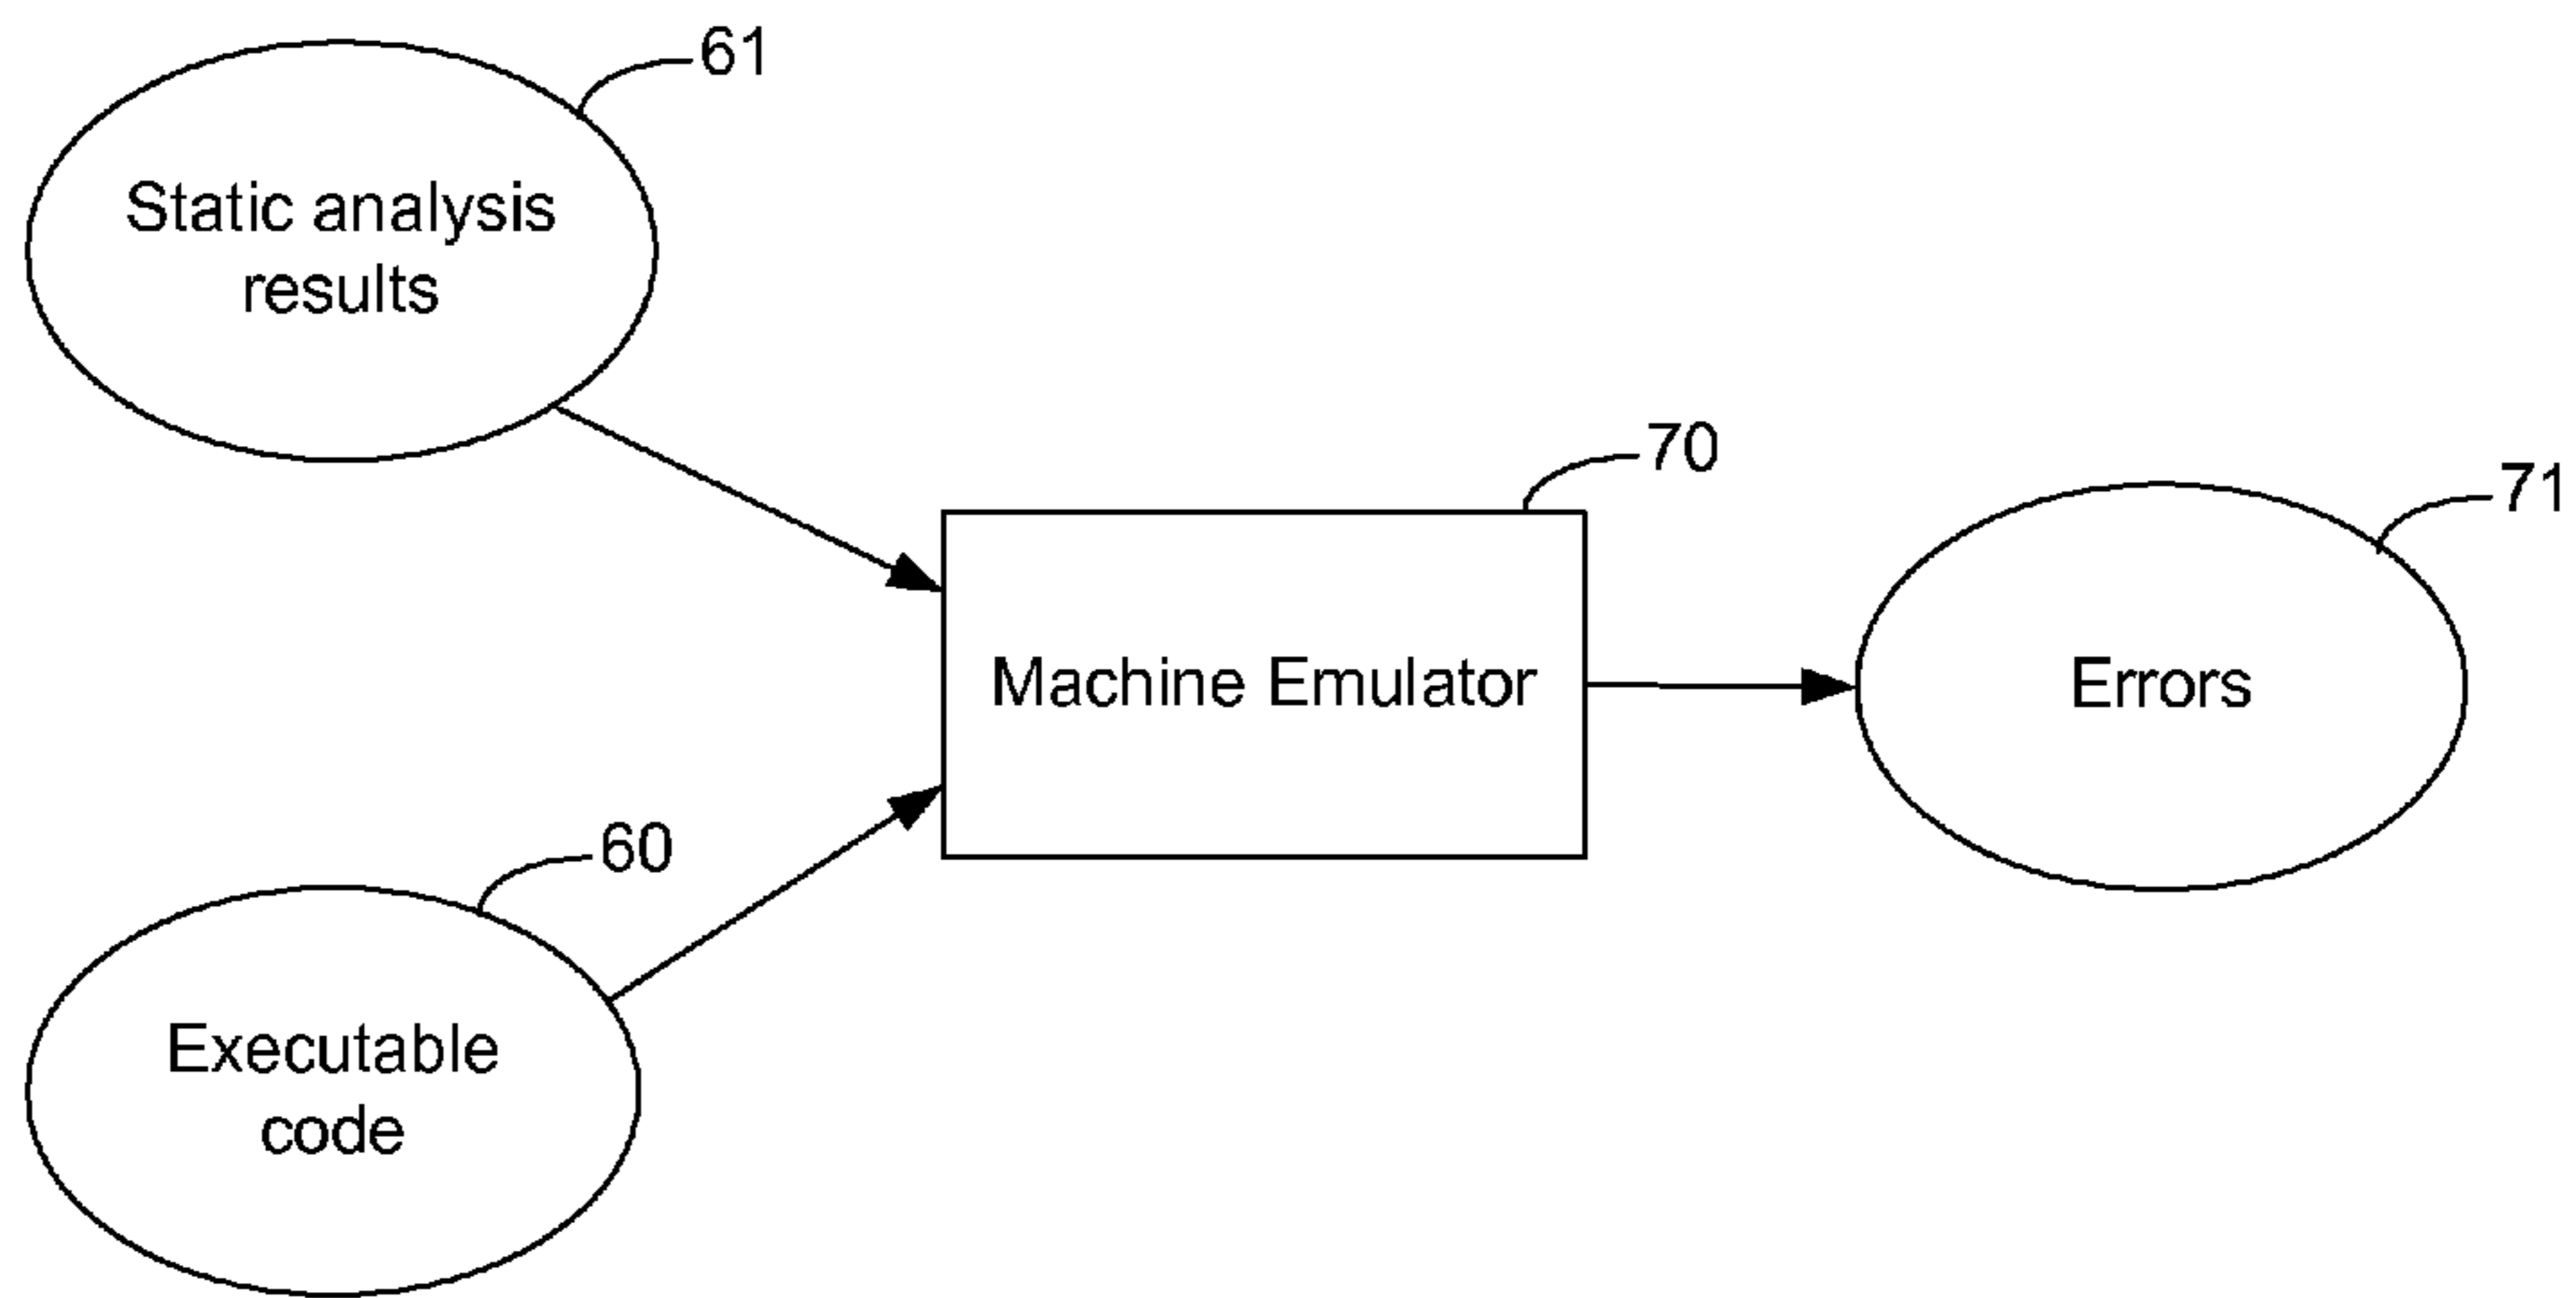 61
Static analysis
results
70
71
Machine Emulator
Errors
60
Executable
code